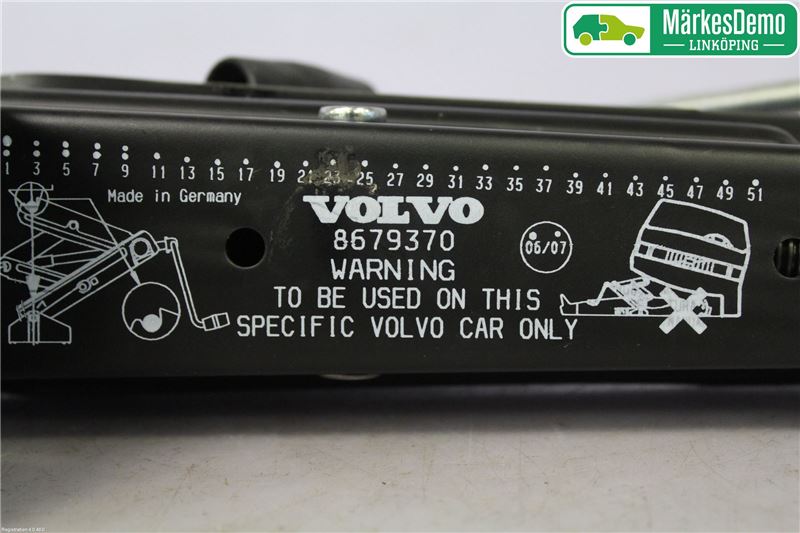 MärkesDemo
LINKÖPING
1 3 5 7 9 11 13 15 17 19 21 23 25 27 29 31 33 35 37 39 41 43 45 47 49 51
Made in Germany
VOLVO
8679370
06/07
WARNING
TO BE USED ON THIS
SPECIFIC VOLVO CAR ONLY